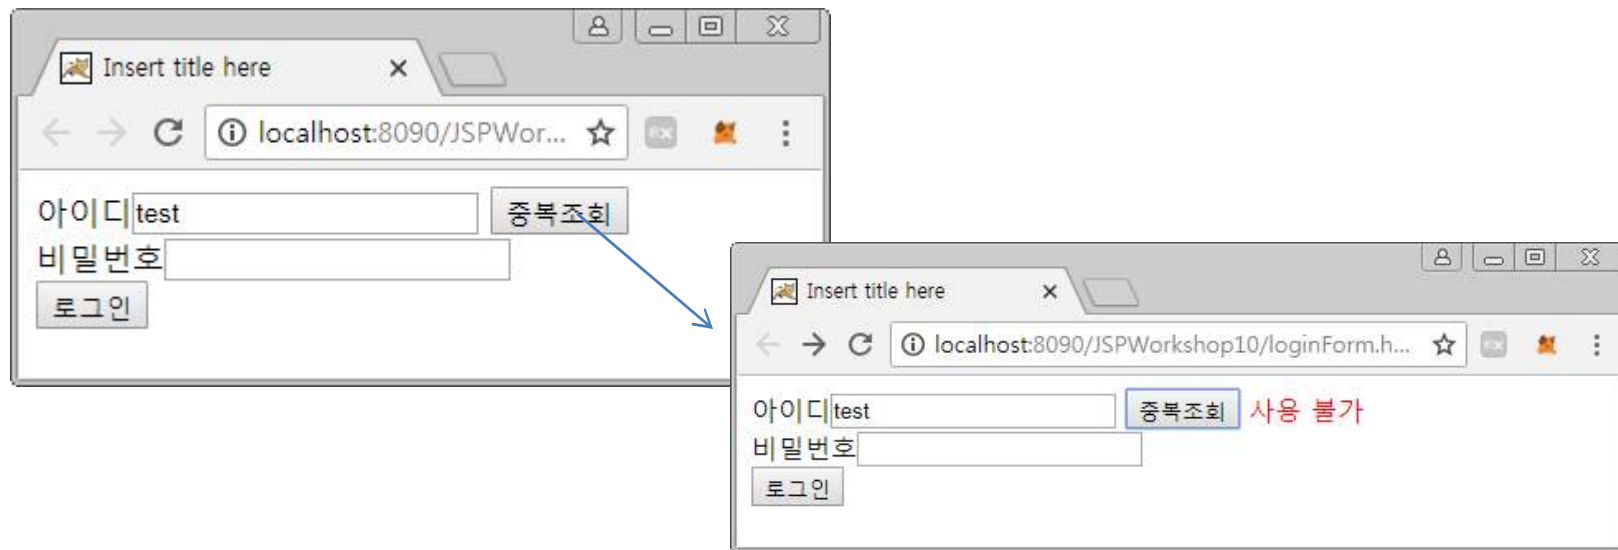 Insert title here
localhost:8090/JSPWor...
아이디 test 중복조회
비밀번호
로그인
Insert title here
localhost:8090/JSPWorkshop10/loginForm.h...
아이디 test 중복조회 사용 불가
비밀번호
로그인